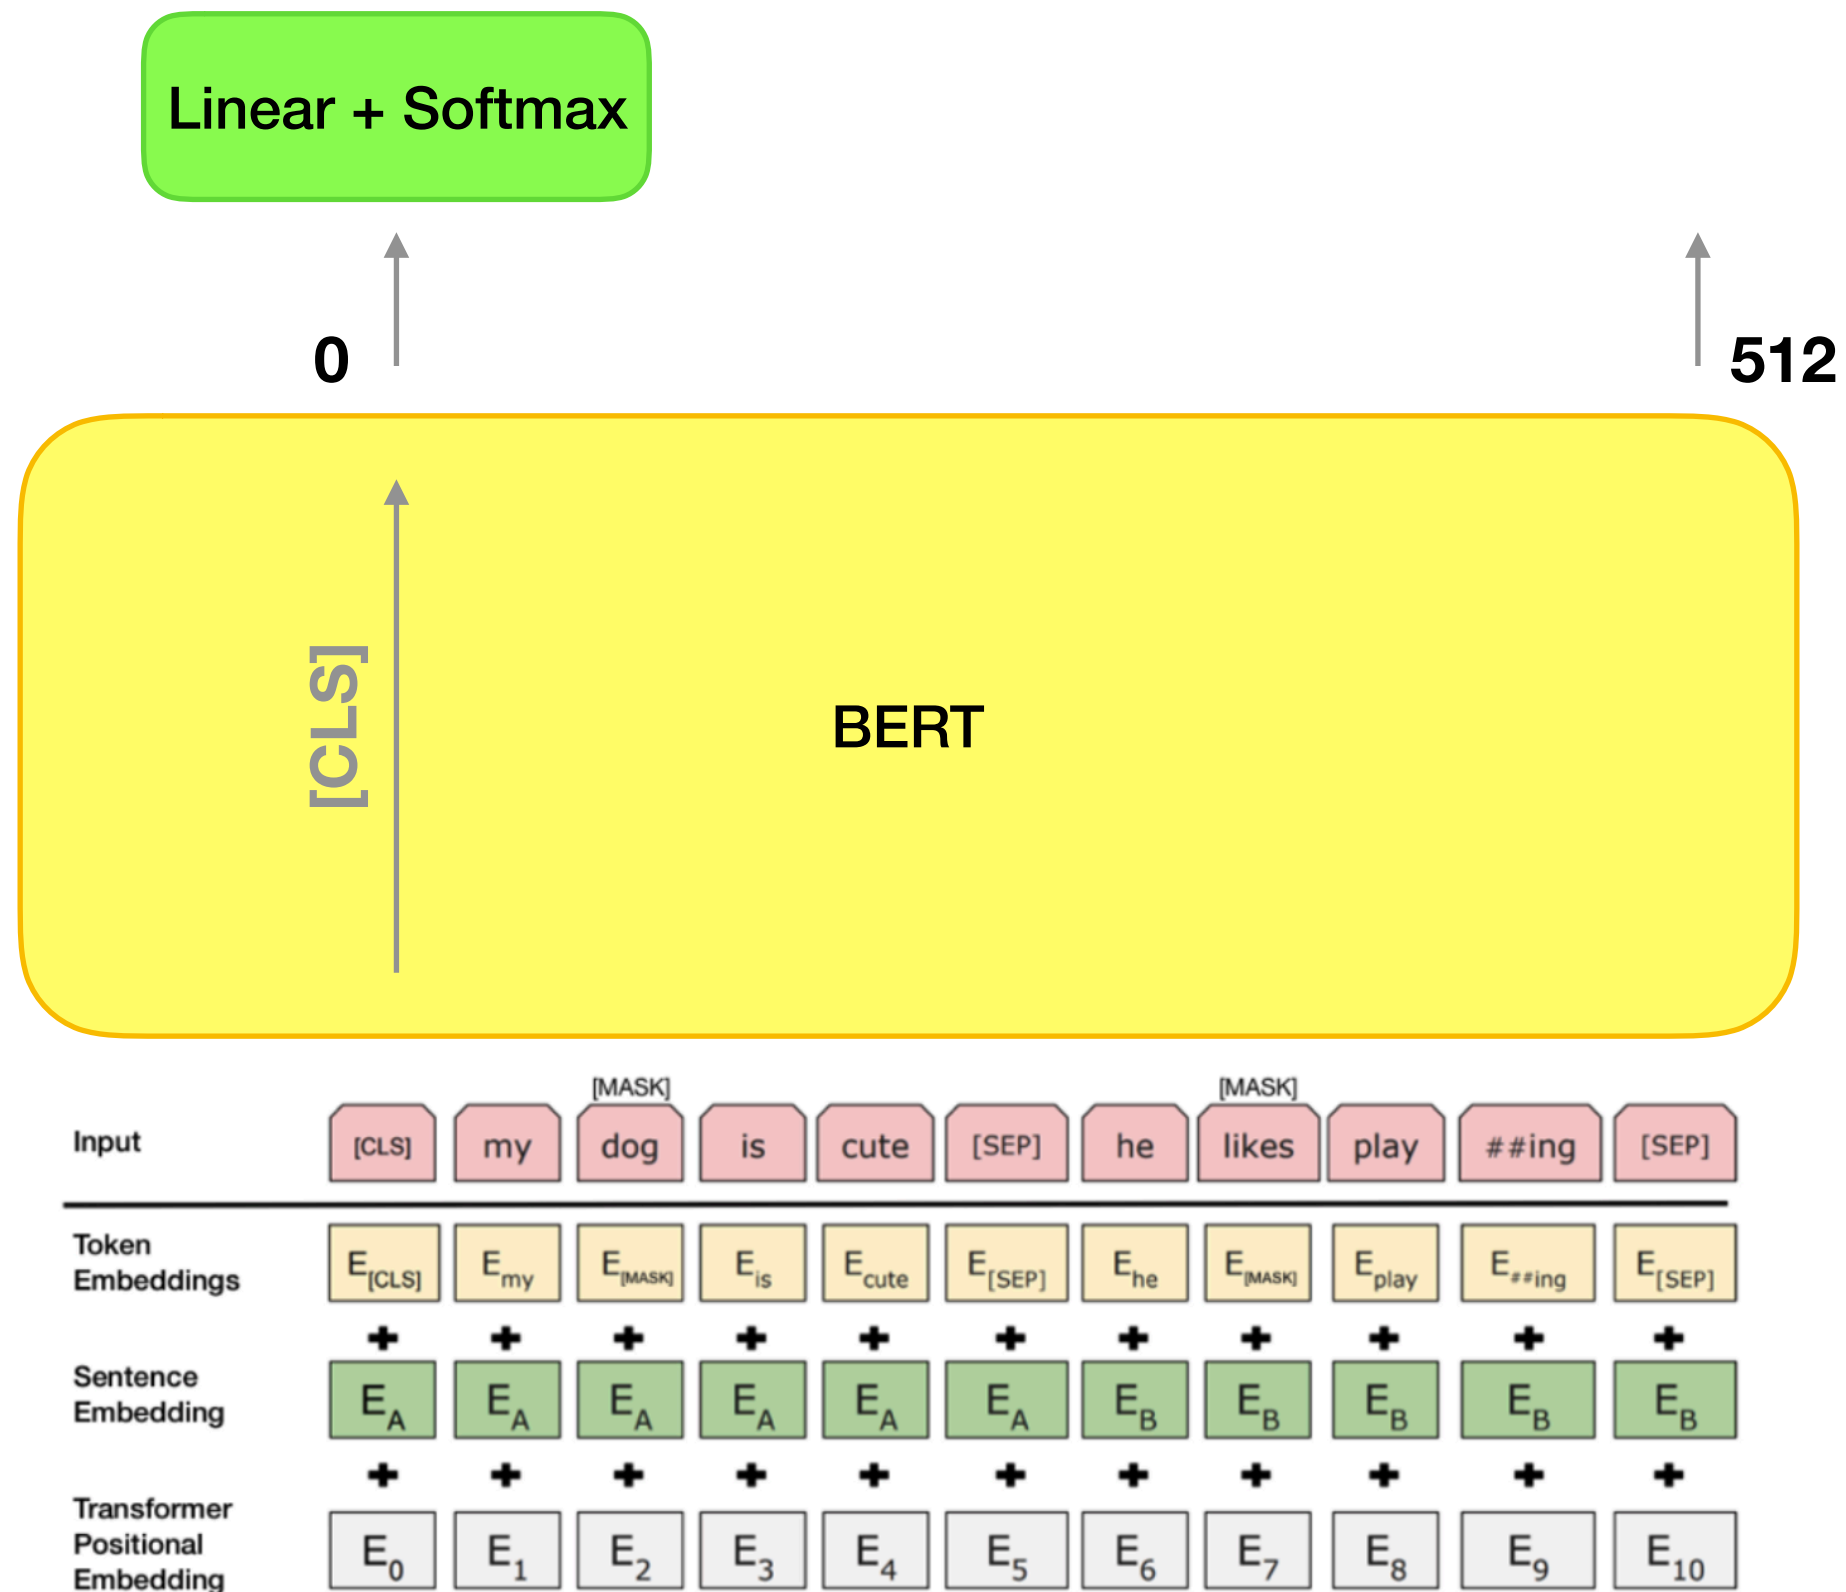 Linear + Softmax
0
512
[CLS]
BERT
[MASK] [MASK]
Input [CLS] my dog is cute [SEP] he likes play ##ing [SEP]
Token
Embeddings E[CLS] Emy E[MASK] Eis Ecute E[SEP] Ehe E[MASK] Eplay E##ing E[SEP]
+ + + + + + + + + + +
Sentence
Embedding EA EA EA EA EA EA EB EB EB EB EB
+ + + + + + + + + + +
Transformer
Positional
Embedding E0 E1 E2 E3 E4 E5 E6 E7 E8 E9 E10